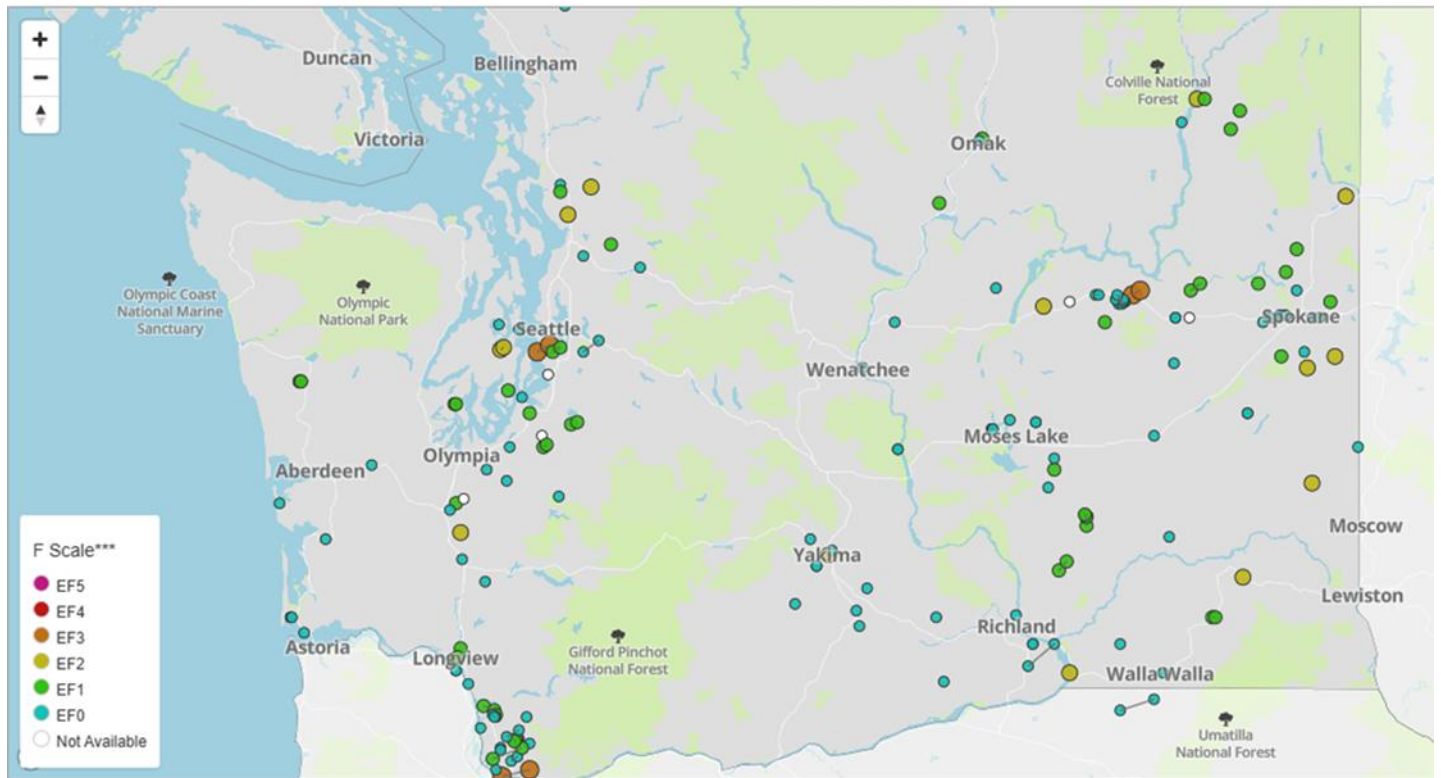 +
−
Duncan
Bellingham
Colville National
Forest
Victoria
Omak
Olympic Coast
National Marine
Sanctuary
Olympic
National Park
Seattle
Spokane
Wenatchee
Moses Lake
Olympia
Aberdeen
Moscow
Yakima
Lewiston
Richland
Astoria
Longview
Gifford Pinchot
National Forest
Walla Walla
Umatilla
National Forest
F Scale***
EF5
EF4
EF3
EF2
EF1
EF0
Not Available